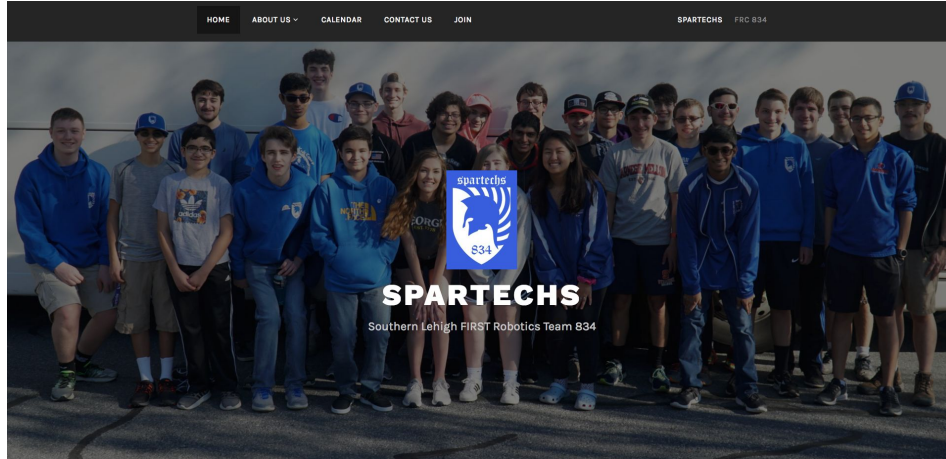 HOME ABOUT US CALENDAR CONTACT US JOIN SPARTECHS FRC 834
spartechs
834
SPARTECHS
Southern Lehigh FIRST Robotics Team 834
adidas